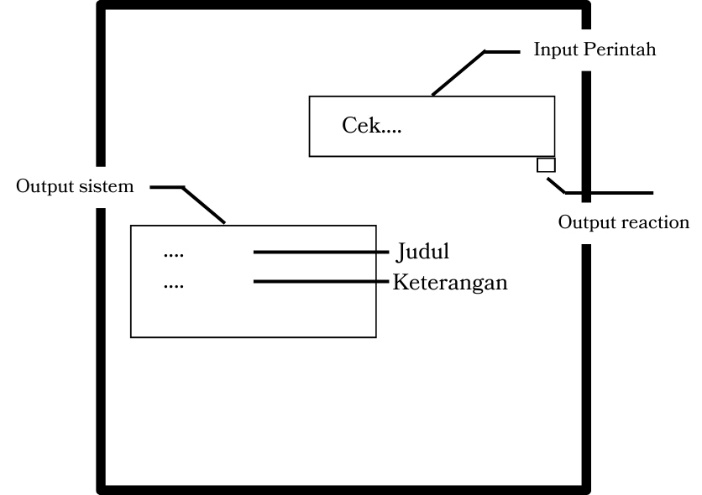 Input Perintah
Cek....
Output sistem
Output reaction
....
Judul
....
Keterangan